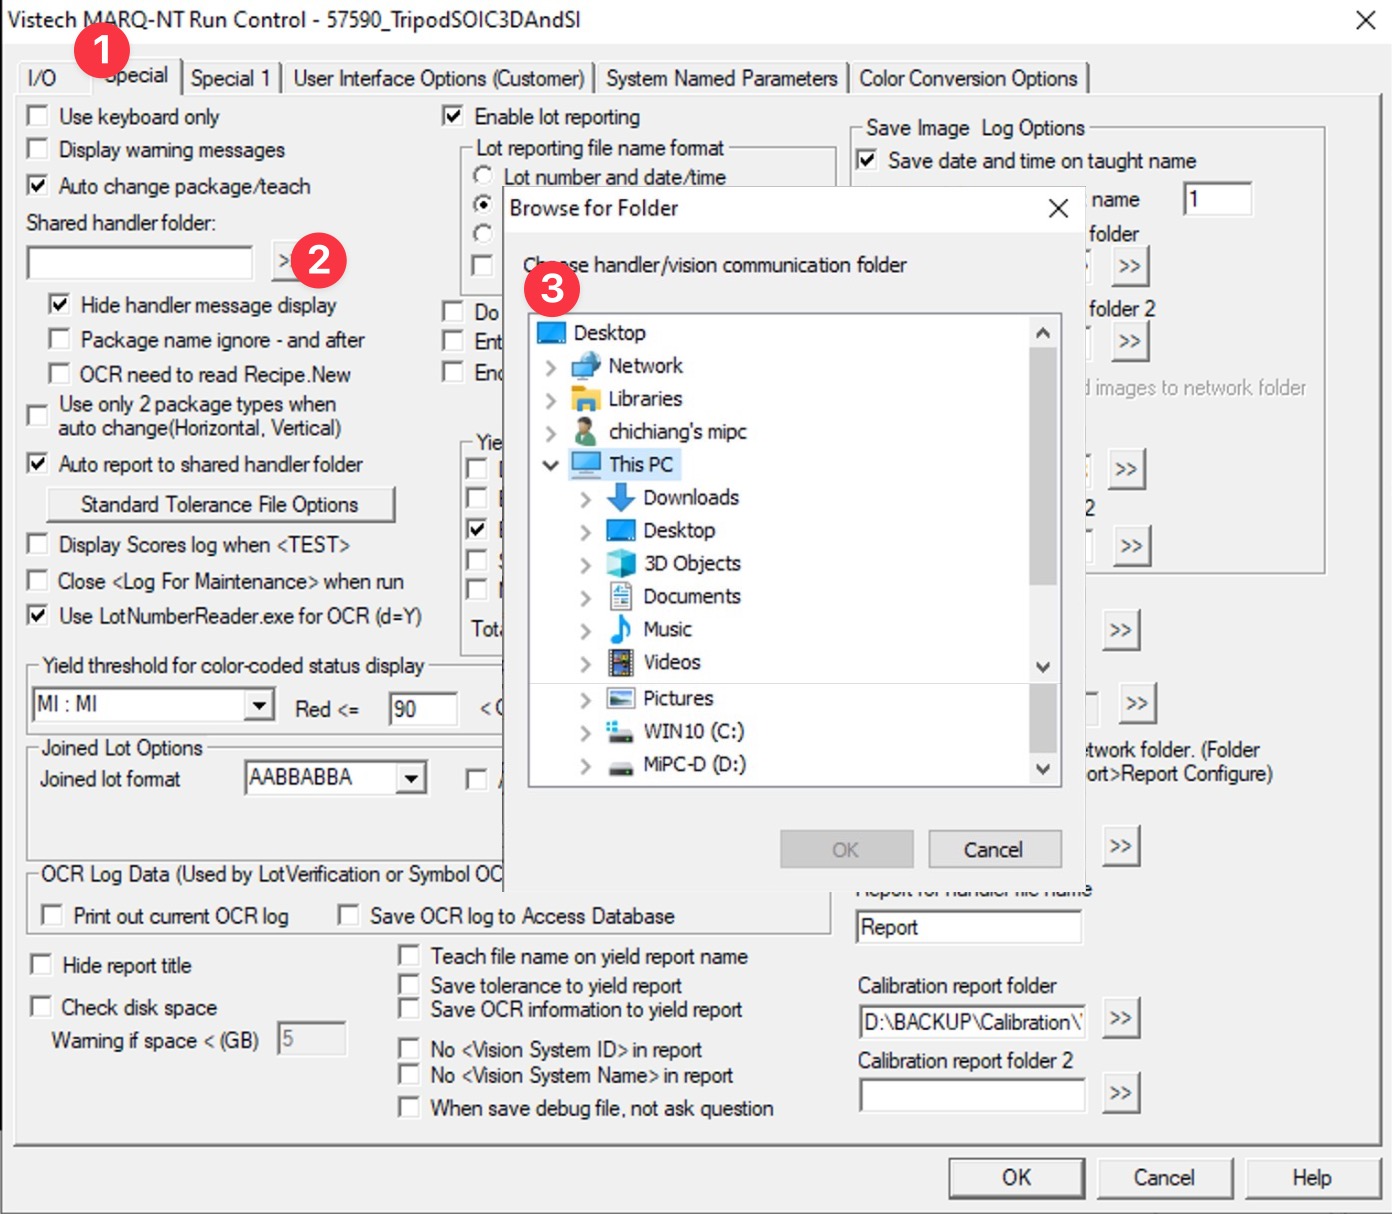 Vistech MARQ-NT Run Control - 57590_TripodSOIC3DAndSI
1
I/O Special Special 1 User Interface Options (Customer) System Named Parameters Color Conversion Options
Use keyboard only
Display warning messages
Auto change package/teach
Shared handler folder:
2
Hide handler message display
Package name ignore - and after
OCR need to read Recipe.New
Use only 2 package types when
auto change(Horizontal, Vertical)
Auto report to shared handler folder
Standard Tolerance File Options
Display Scores log when <TEST>
Close <Log For Maintenance> when run
Use LotNumberReader.exe for OCR (d=Y)
Yield threshold for color-coded status display
MI : MI Red <= 90 <
Joined Lot Options
Joined lot format AABBABBA
OCR Log Data (Used by LotVerification or Symbol OC
Print out current OCR log Save OCR log to Access Database
Hide report title
Check disk space
Warning if space < (GB) 5
Enable lot reporting
Lot reporting file name format
Lot number and date/time
Do
Ent
Yie
Tot
Teach file name on yield report name
Save tolerance to yield report
Save OCR information to yield report
No <Vision System ID> in report
No <Vision System Name> in report
When save debug file, not ask question
Browse for Folder
Choose handler/vision communication folder
3
Desktop
Network
Libraries
chichiang's mipc
This PC
Downloads
Desktop
3D Objects
Documents
Music
Videos
Pictures
WIN10 (C:)
MiPC-D (D:)
OK Cancel
Save Image Log Options
Save date and time on taught name
name 1
folder
>>
folder 2
>>
images to network folder
>>
2
>>
>>
>>
twork folder. (Folder
ort>Report Configure)
>>
Report for handler file name
Report
Calibration report folder
D:\BACKUP\Calibration\ >>
Calibration report folder 2
>>
OK Cancel Help